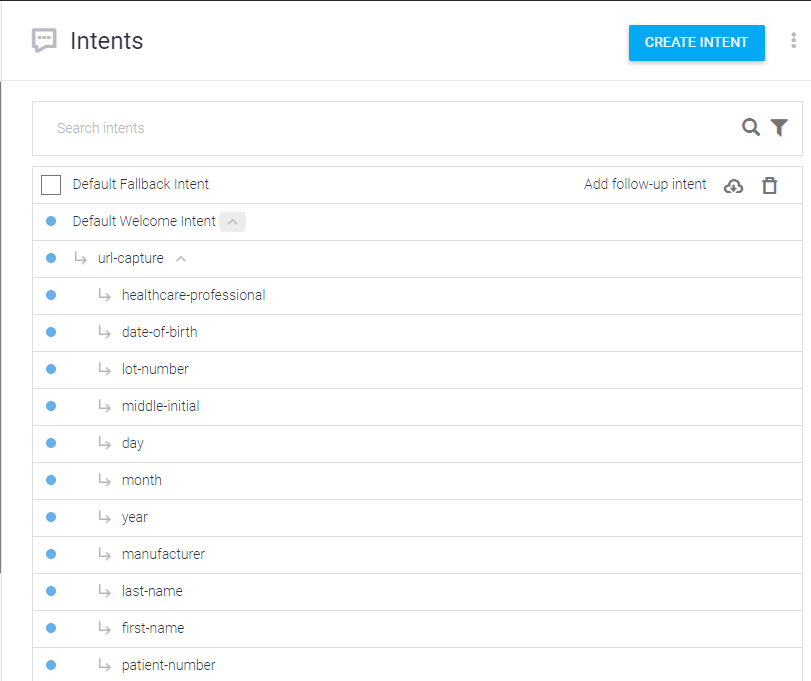 Intents
CREATE INTENT
Search intents
Default Fallback Intent Add follow-up intent
Default Welcome Intent
url-capture
healthcare-professional
date-of-birth
lot-number
middle-initial
day
month
year
manufacturer
last-name
first-name
patient-number